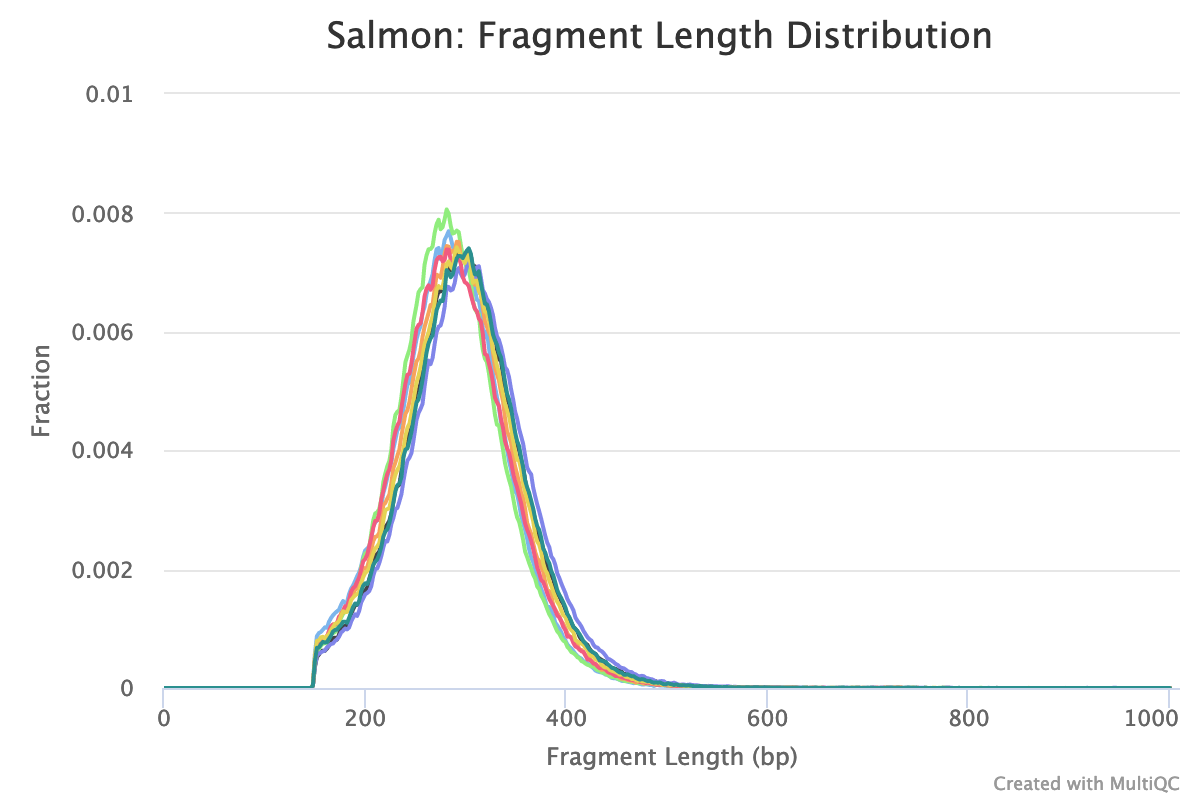 Salmon: Fragment Length Distribution
0.01
0.008
0.006
0.004
0.002
0
Fraction
0 200 400 600 800 1000
Fragment Length (bp)
Created with MultiQC